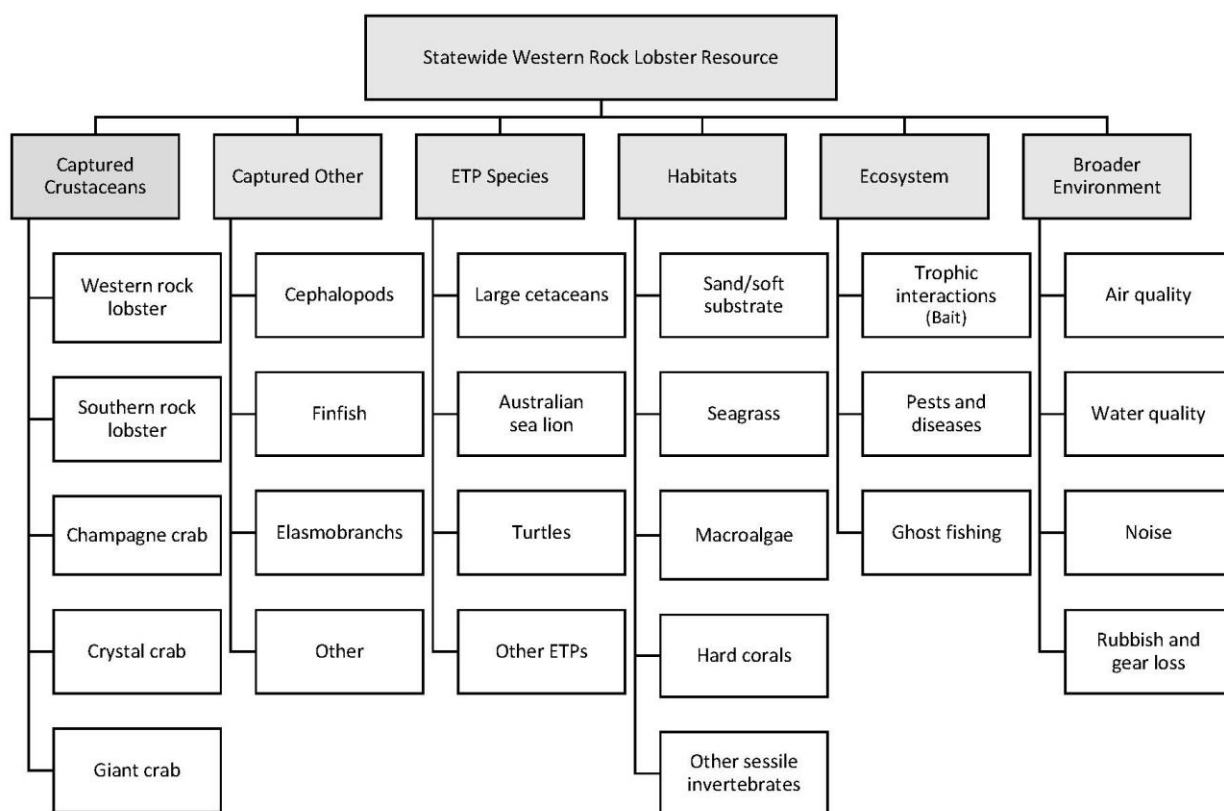 Statewide Western Rock Lobster Resource
Captured
Crustaceans
Captured Other
ETP Species
Habitats
Ecosystem
Broader
Environment
Western rock
lobster
Southern rock
lobster
Champagne crab
Crystal crab
Giant crab
Cephalopods
Finfish
Elasmobranchs
Other
Large cetaceans
Australian
sea lion
Turtles
Other ETPs
Sand/soft
substrate
Seagrass
Macroalgae
Hard corals
Other sessile
invertebrates
Trophic
interactions
(Bait)
Pests and
diseases
Ghost fishing
Air quality
Water quality
Noise
Rubbish and
gear loss